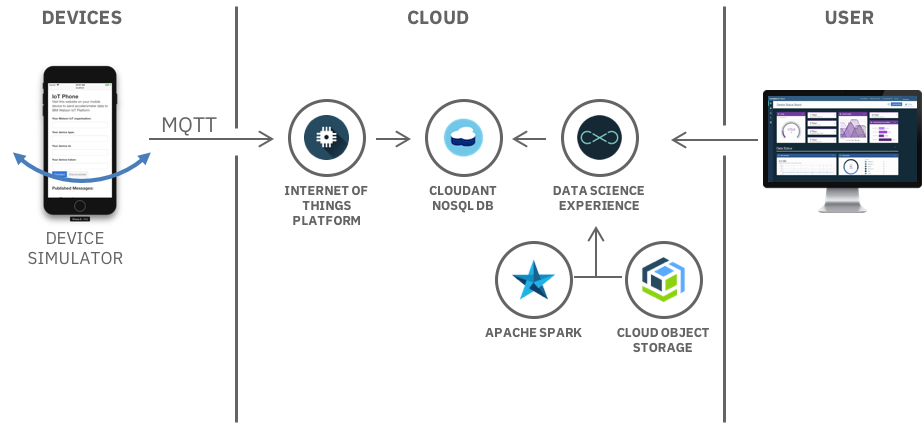 DEVICES
CLOUD
USER
IoT Phone
Published Messages
MQTT
DEVICE
SIMULATOR
INTERNET OF
THINGS
PLATFORM
CLOUDANT
NOSQL DB
DATA SCIENCE
EXPERIENCE
APACHE SPARK
CLOUD OBJECT
STORAGE